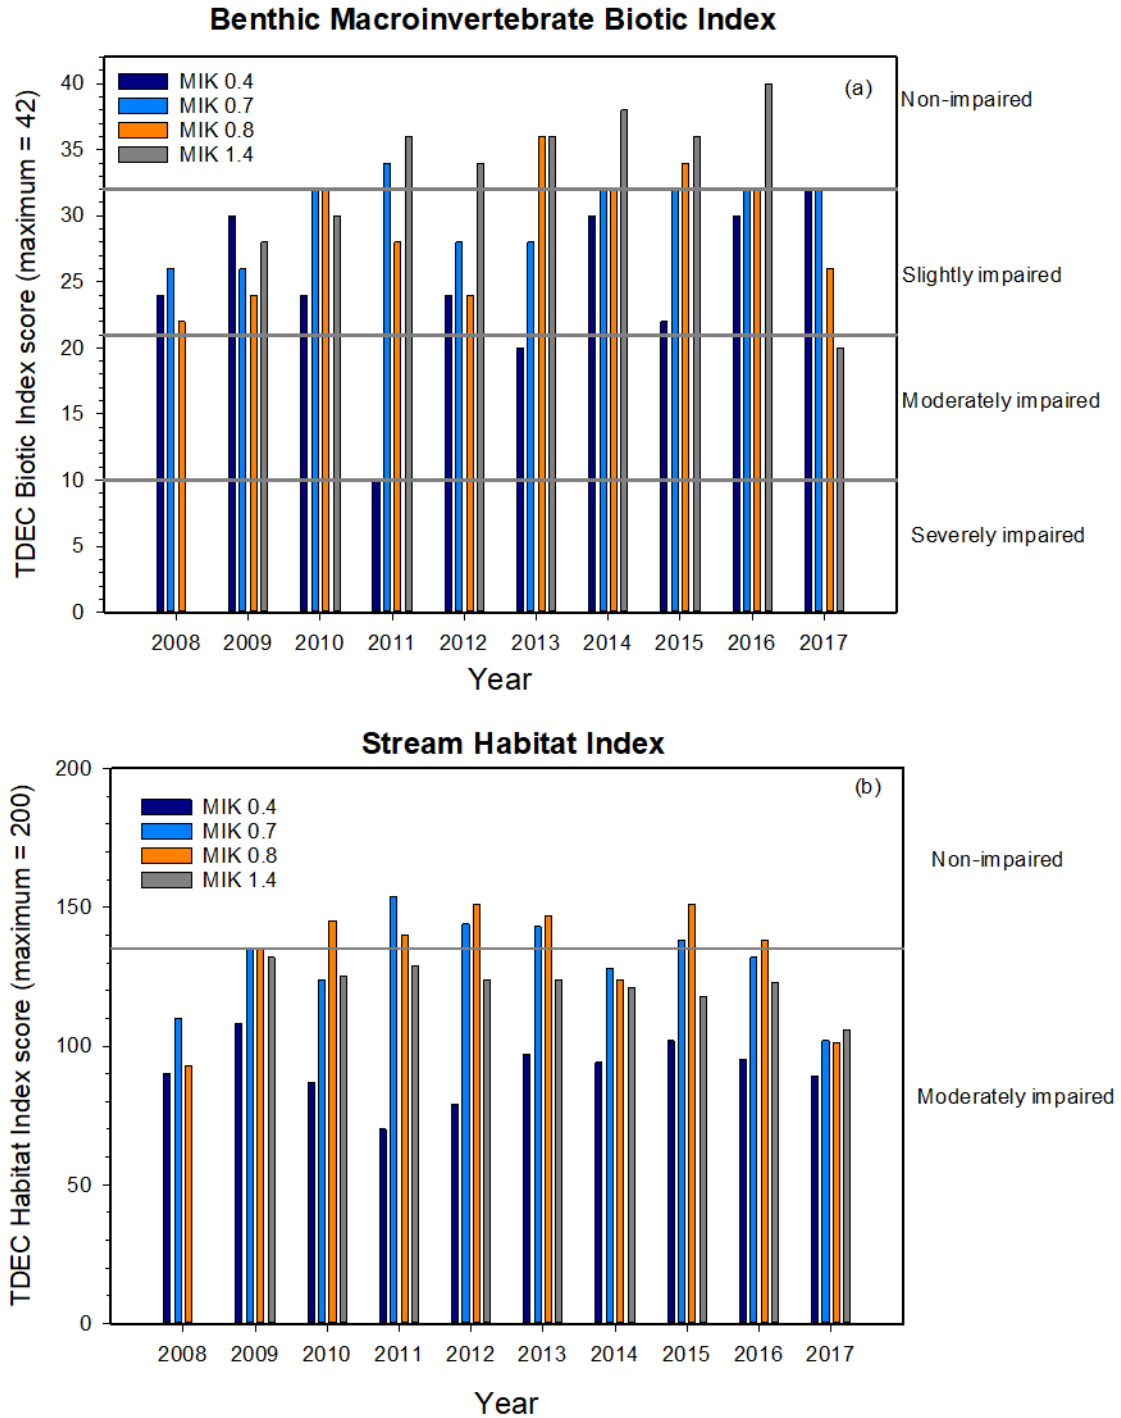 Benthic Macroinvertebrate Biotic Index
TDEC Biotic Index score (maximum = 42)
MIK 0.4
MIK 0.7
MIK 0.8
MIK 1.4
(a)
40
35
30
25
20
15
10
5
0
Non-impaired
Slightly impaired
Moderately impaired
Severely impaired
2008 2009 2010 2011 2012 2013 2014 2015 2016 2017
Year
Stream Habitat Index
TDEC Habitat Index score (maximum = 200)
MIK 0.4
MIK 0.7
MIK 0.8
MIK 1.4
(b)
200
150
100
50
0
Non-impaired
Moderately impaired
2008 2009 2010 2011 2012 2013 2014 2015 2016 2017
Year